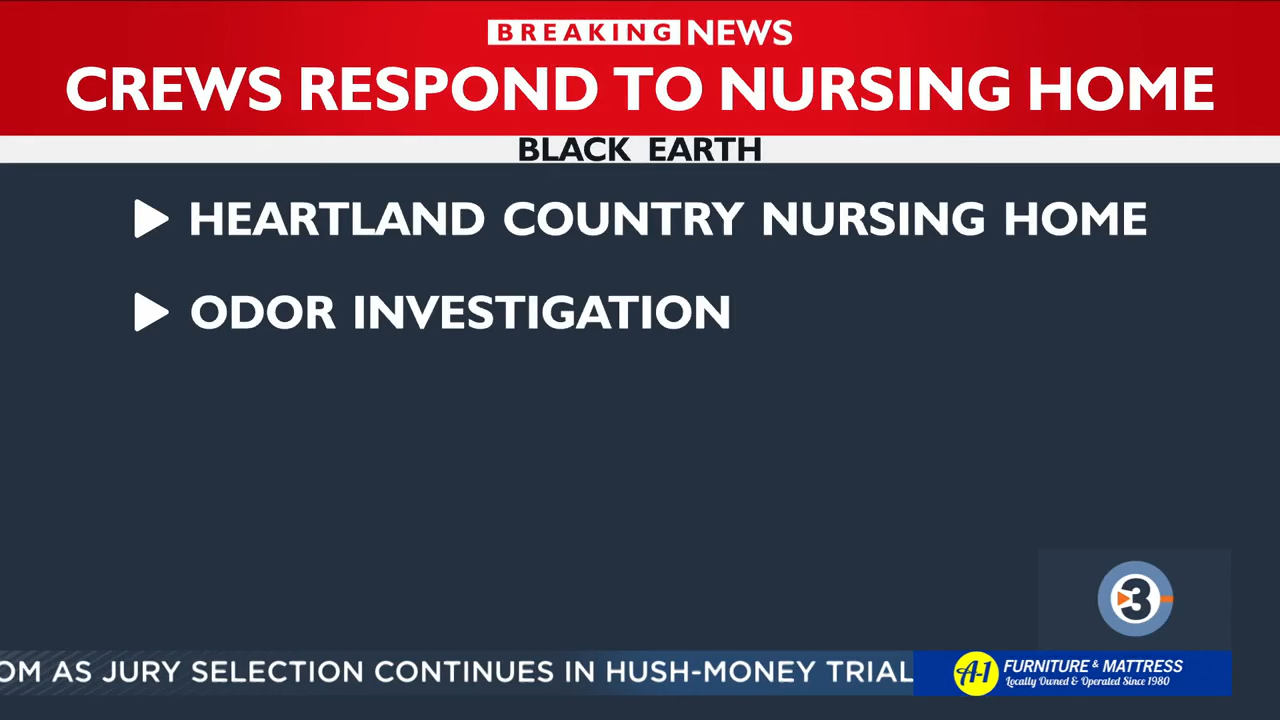 BREAKING NEWS
CREWS RESPOND TO NURSING HOME
BLACK EARTH
HEARTLAND COUNTRY NURSING HOME
ODOR INVESTIGATION
3
OM AS JURY SELECTION CONTINUES IN HUSH-MONEY TRIAL
A-1 FURNITURE & MATTRESS
Locally Owned & Operated Since 1980